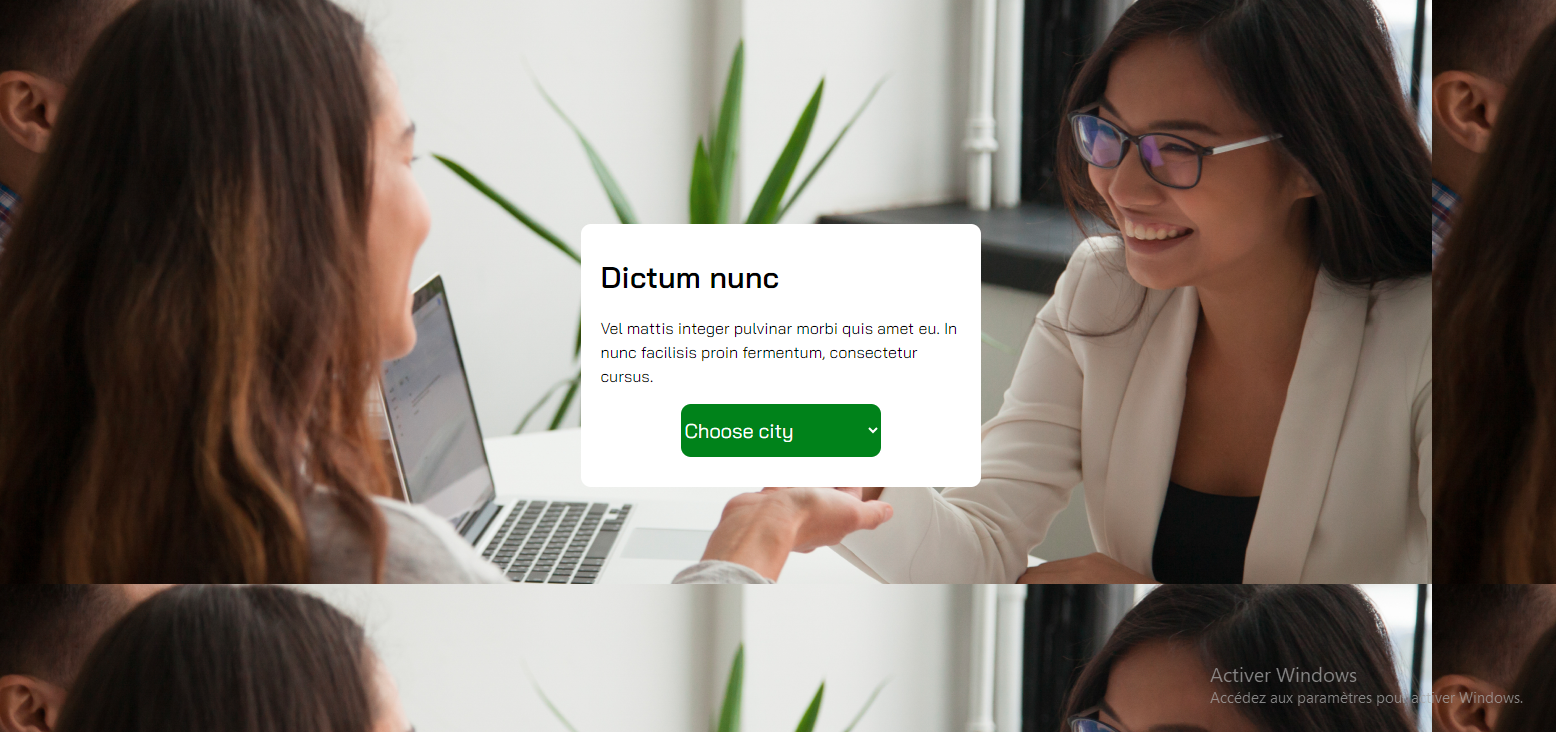 Dictum nunc
Vel mattis integer pulvinar morbi quis amet eu. In
nunc facilisis proin fermentum, consectetur
cursus.
Choose city
Activer Windows
Accédez aux paramètres pour activer Windows.